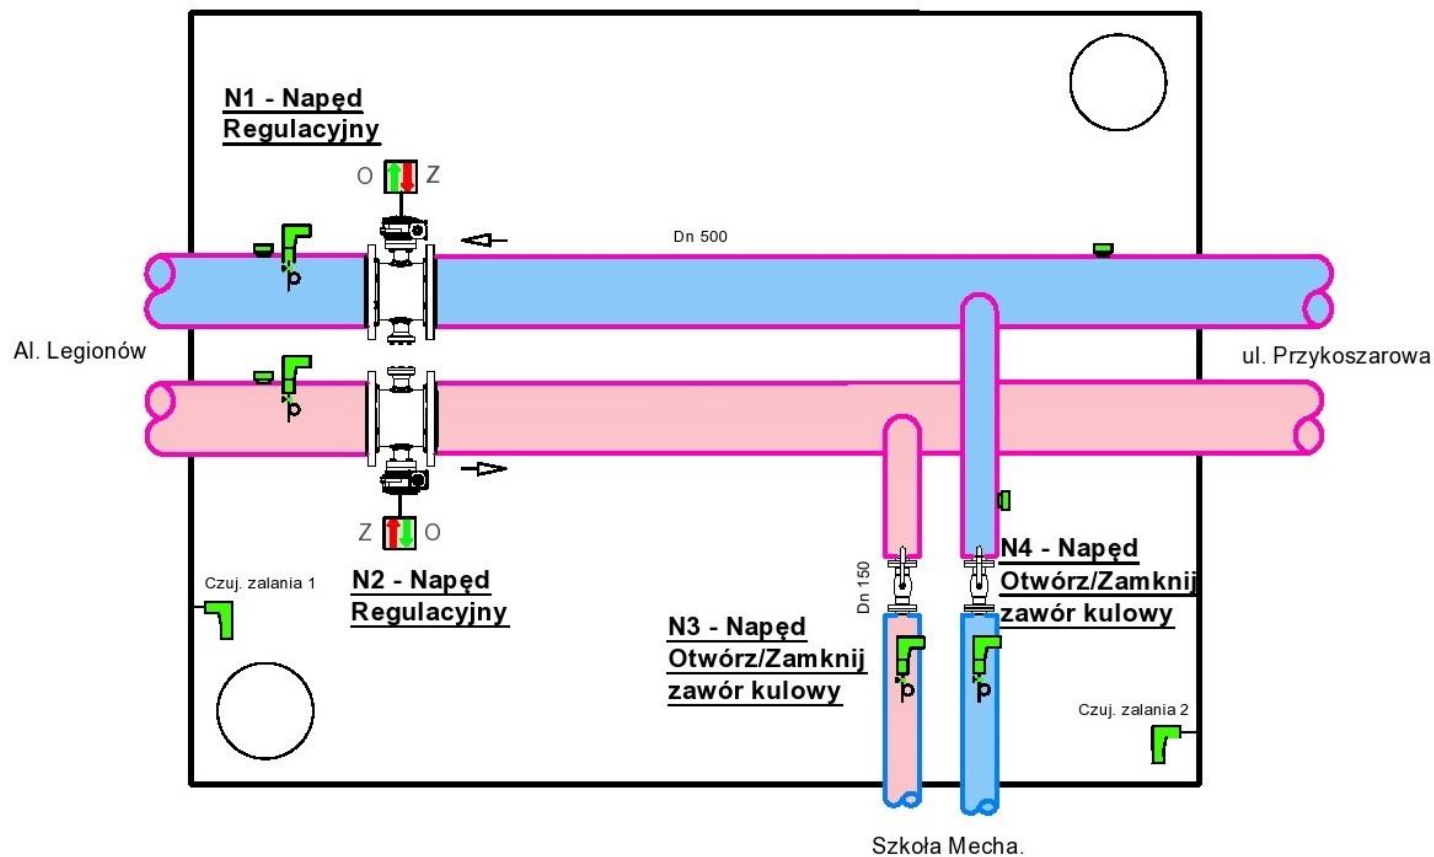 N1 - Napęd
Regulacyjny
O Z
Dn 500
p
Al. Legionów
ul. Przykoszarowa
p
Z O
N2 - Napęd
Regulacyjny
Czuj. zalania 1
Dn 150
N4 - Napęd
Otwórz/Zamknij
zawór kulowy
N3 - Napęd
Otwórz/Zamknij
zawór kulowy
p
p
Czuj. zalania 2
Szkoła Mecha.